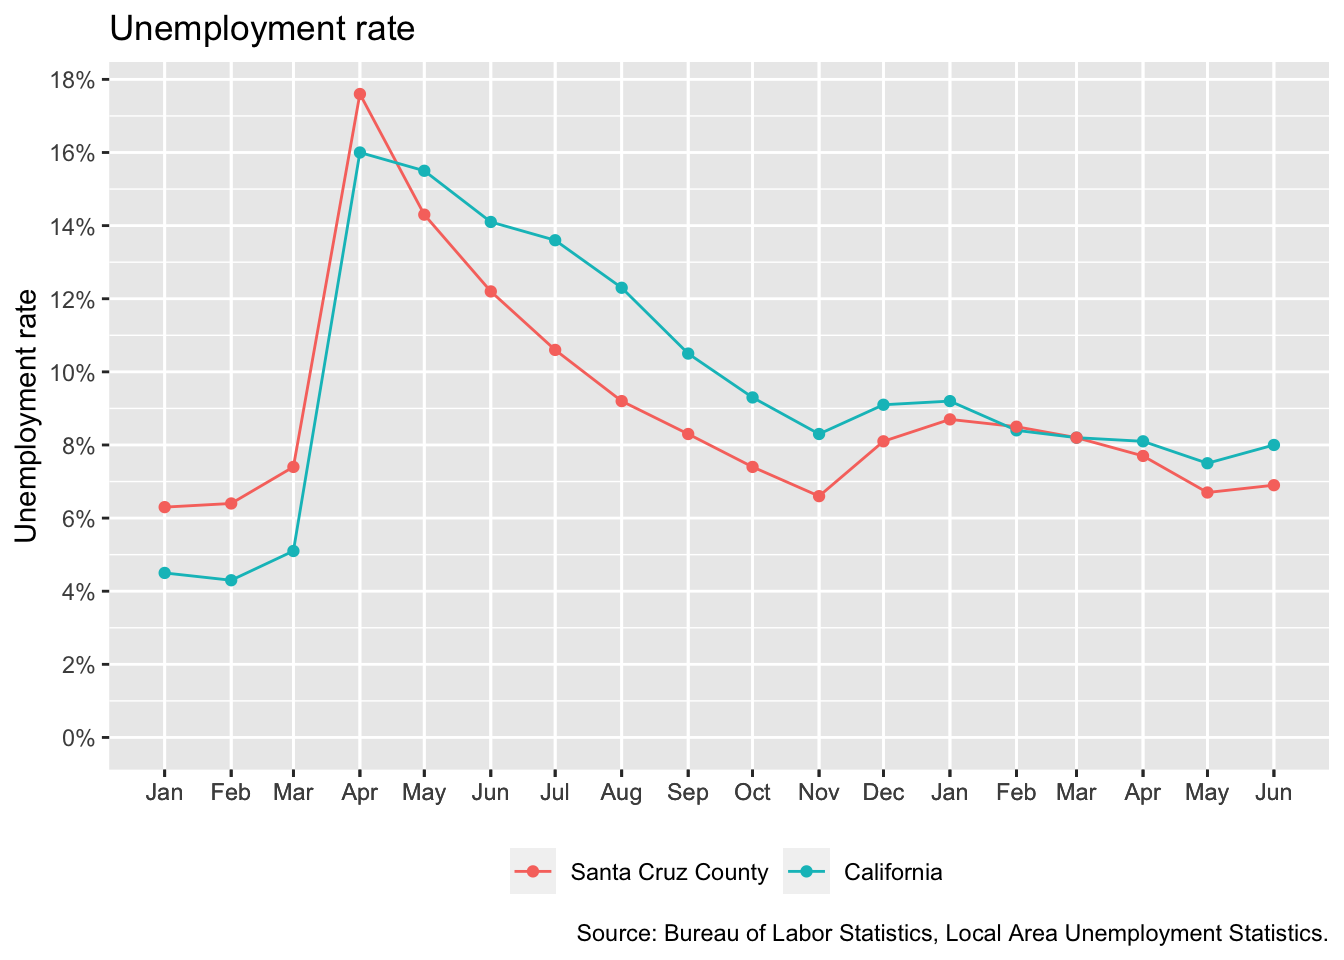 Unemployment rate
Unemployment rate
18%
16%
14%
12%
10%
8%
6%
4%
2%
0%
Jan Feb Mar Apr May Jun Jul Aug Sep Oct Nov Dec Jan Feb Mar Apr May Jun
Santa Cruz County California
Source: Bureau of Labor Statistics, Local Area Unemployment Statistics.